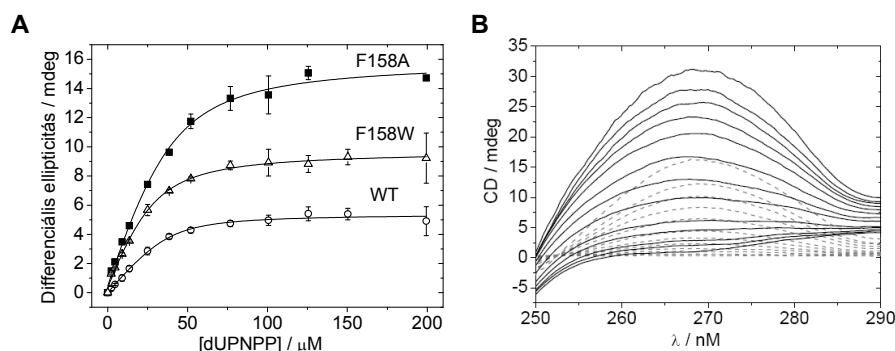 A
Differenciális ellipticitás / mdeg
16
14
12
10
8
6
4
2
0
F158A
F158W
WT
0 50 100 150 200
[dUPNPP] / μM
B
CD / mdeg
35
30
25
20
15
10
5
0
-5
250 260 270 280 290
λ / nM